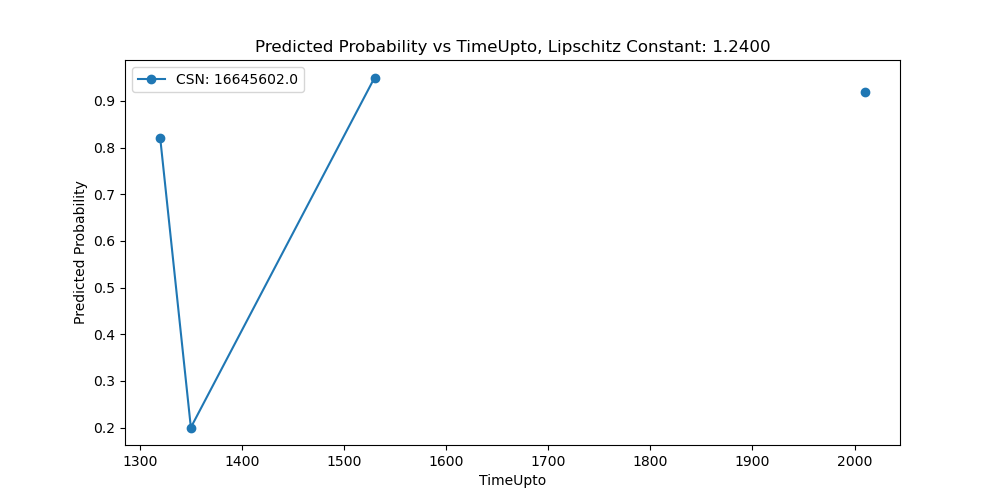 Predicted Probability vs TimeUpto, Lipschitz Constant: 1.2400
CSN: 16645602.0
Predicted Probability
0.9
0.8
0.7
0.6
0.5
0.4
0.3
0.2
1300 1400 1500 1600 1700 1800 1900 2000
TimeUpto